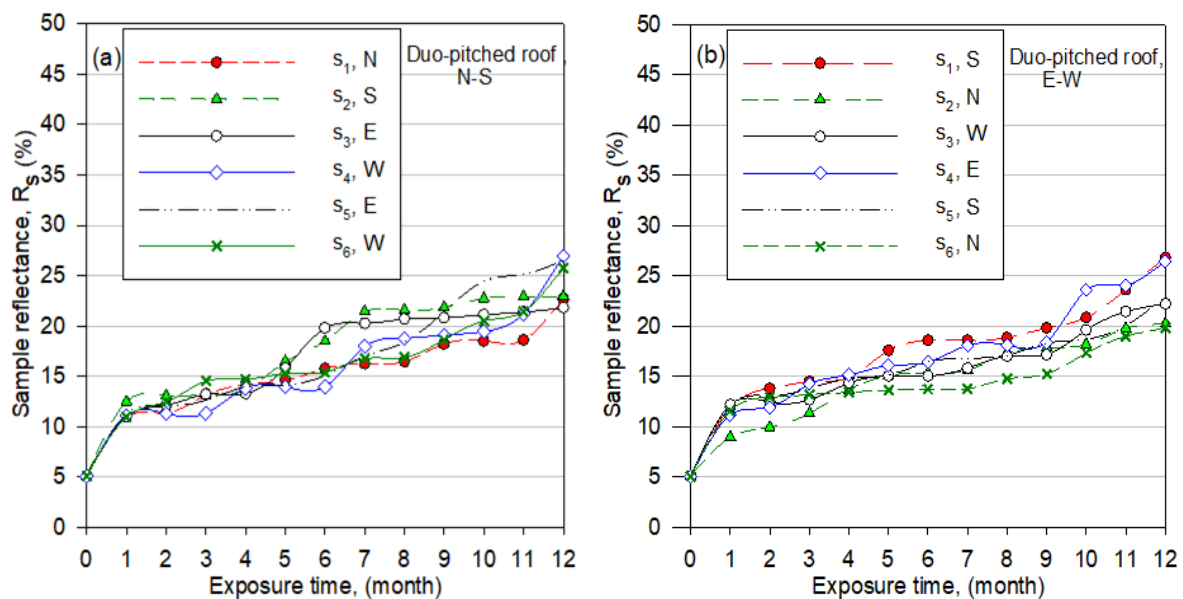 (a)
Duo-pitched roof,
N-S
s1, N
s2, S
s3, E
s4, W
s5, E
s6, W
Sample reflectance, Rs (%)
50
45
40
35
30
25
20
15
10
5
0
0 1 2 3 4 5 6 7 8 9 10 11 12
Exposure time, (month)
(b)
Duo-pitched roof,
E-W
s1, S
s2, N
s3, W
s4, E
s5, S
s6, N
Sample reflectance, Rs (%)
50
45
40
35
30
25
20
15
10
5
0
0 1 2 3 4 5 6 7 8 9 10 11 12
Exposure time, (month)